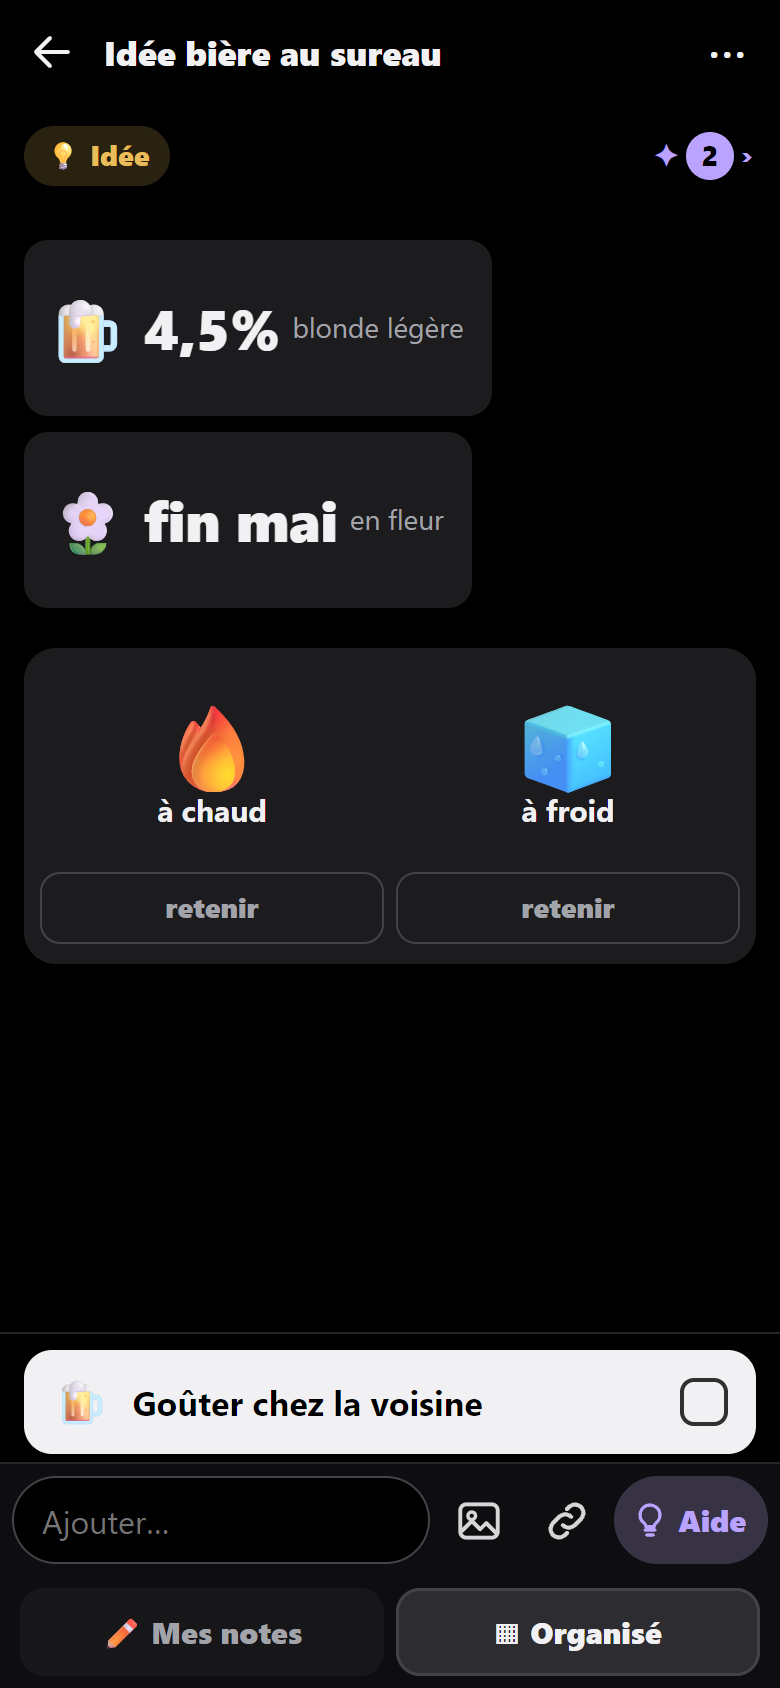 Idée bière au sureau
Idée
2
4,5% blonde légère
fin mai en fleur
à chaud
à froid
retenir
retenir
Goûter chez la voisine
Ajouter...
Aide
Mes notes
Organisé